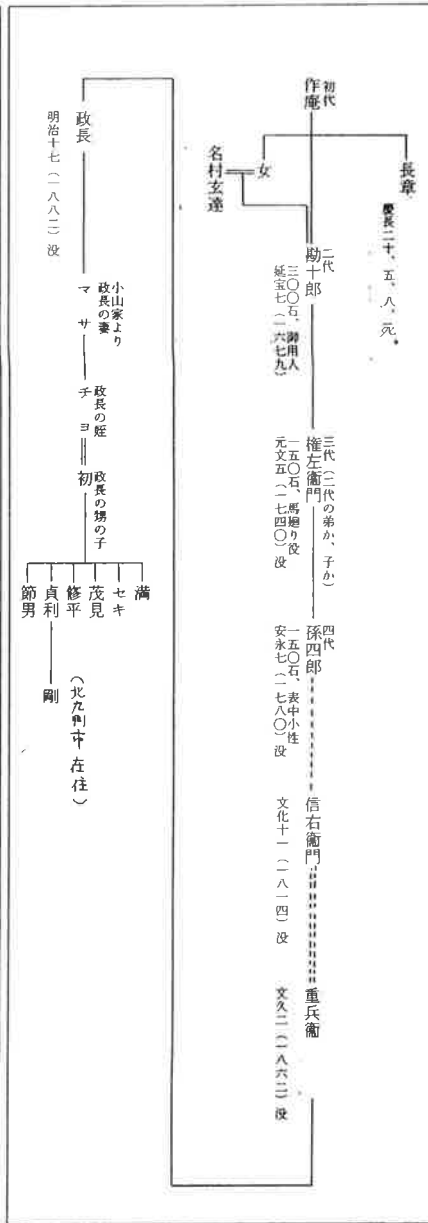 初代
作庵
長章
慶長二十、五、八、死。
女
名村玄達
二代
勘十郎
三〇〇石、御用人
延宝七(一六七九)
三代(二代の弟か、子か)
権左衞門
一五〇石、馬廻り役
元文五(一七四〇)没
四代
孫四郎
一五〇石、表中小性
安永七(一七八〇)没
信右衞門
文化十一(一八一四)没
重兵衞
文久二(一八六二)没
政長
明治十七(一八八二)没
小山家より
政長の妻
マサ
政長の姪
チヨ
政長の甥の子
初
満
セキ
茂見
修平
貞利
節男
剛
(北九州市在住)